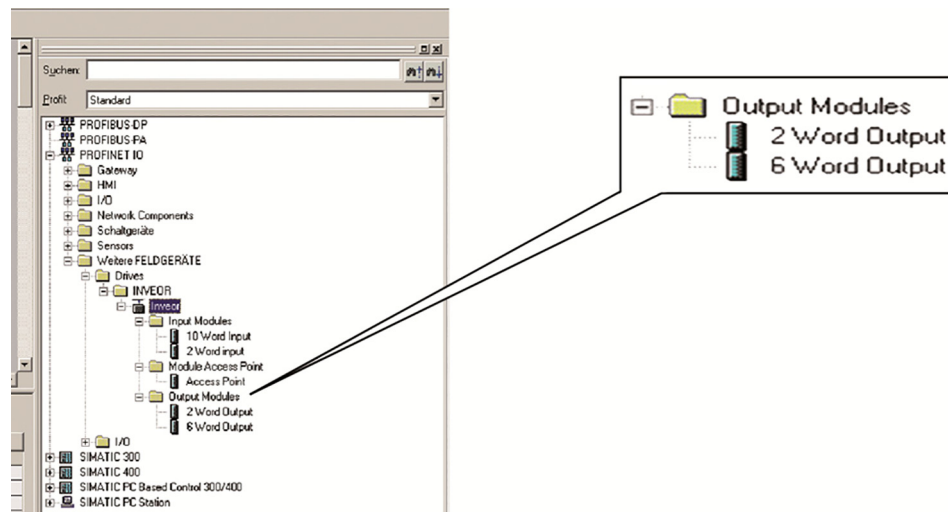 Suchen:
Profil: Standard
PROFIBUS-DP
PROFIBUS-PA
PROFINET IO
Gateway
HMI
I/O
Network Components
Schaltgeräte
Sensors
Weitere FELDGERÄTE
Drives
INVEOR
Inveor
Input Modules
10 Word Input
2 Word input
Module Access Point
Access Point
Output Modules
2 Word Output
6 Word Output
I/O
SIMATIC 300
SIMATIC 400
SIMATIC PC Based Control 300/400
SIMATIC PC Station
Output Modules
2 Word Output
6 Word Output